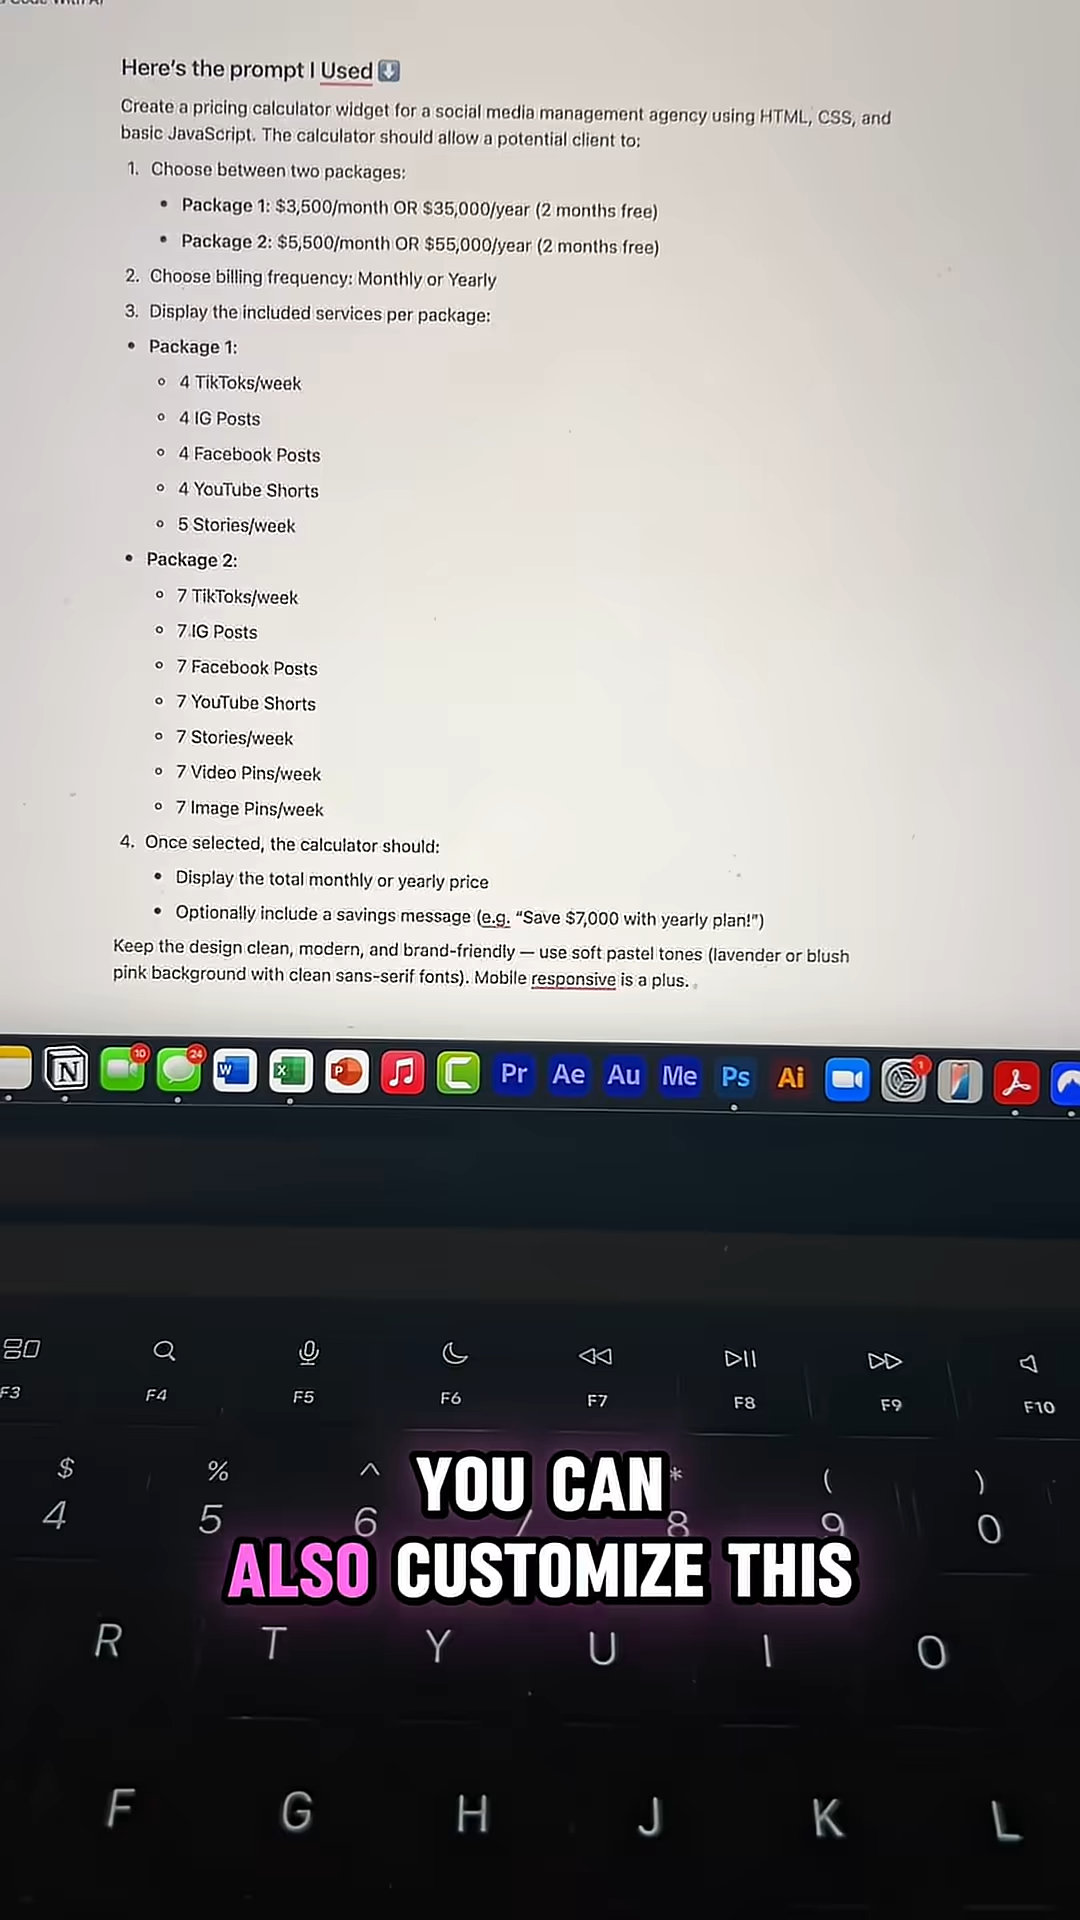 Here's the prompt I Used
Create a pricing calculator widget for a social media management agency using HTML, CSS, and
basic JavaScript. The calculator should allow a potential client to:
1. Choose between two packages:
• Package 1: $3,500/month OR $35,000/year (2 months free)
• Package 2: $5,500/month OR $55,000/year (2 months free)
2. Choose billing frequency: Monthly or Yearly
3. Display the included services per package:
• Package 1:
4 TikToks/week
4 IG Posts
4 Facebook Posts
4 YouTube Shorts
5 Stories/week
• Package 2:
7 TikToks/week
7 IG Posts
7 Facebook Posts
7 YouTube Shorts
7 Stories/week
7 Video Pins/week
7 Image Pins/week
4. Once selected, the calculator should:
• Display the total monthly or yearly price
• Optionally include a savings message (e.g. “Save $7,000 with yearly plan!”)
Keep the design clean, modern, and brand-friendly — use soft pastel tones (lavender or blush
pink background with clean sans-serif fonts). Mobile responsive is a plus.
N 10 24 W X P C Pr Ae Au Me Ps Ai 1
F3 F4 F5 F6 F7 F8 F9 F10
$ % ^ * ( )
4 5 6 8 9 0
YOU CAN
ALSO CUSTOMIZE THIS
R T Y U I O
F G H J K L